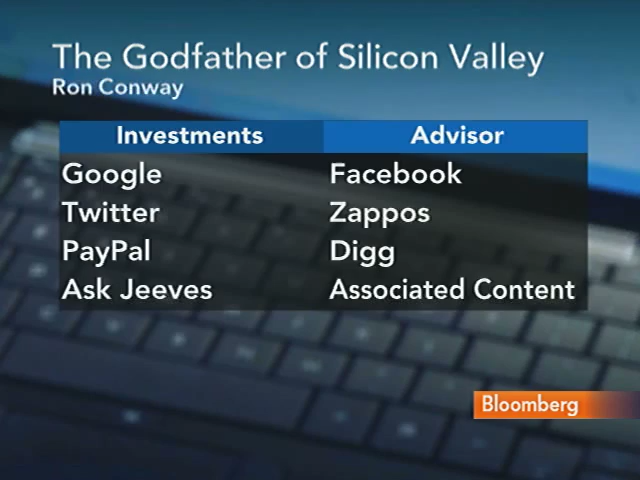 The Godfather of Silicon Valley
Ron Conway
Investments Advisor
Google Facebook
Twitter Zappos
PayPal Digg
Ask Jeeves Associated Content
Bloomberg